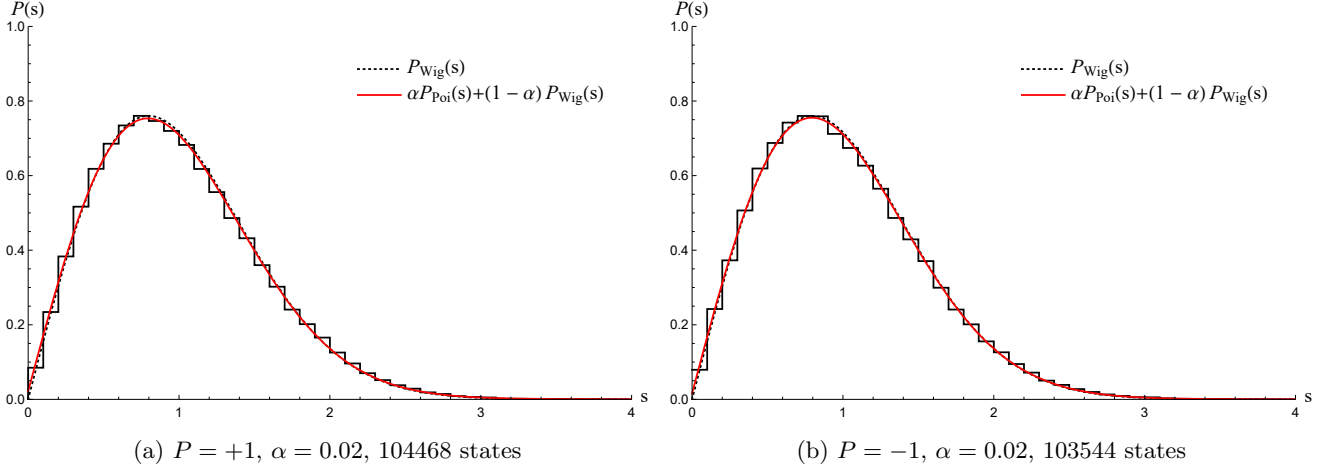 P(s)
1.0
0.8
0.6
0.4
0.2
0.0
0
1
2
3
4
s
P_Wig(s)
αP_Poi(s)+(1 − α) P_Wig(s)
(a) P = +1, α = 0.02, 104468 states
P(s)
1.0
0.8
0.6
0.4
0.2
0.0
0
1
2
3
4
s
P_Wig(s)
αP_Poi(s)+(1 − α) P_Wig(s)
(b) P = −1, α = 0.02, 103544 states